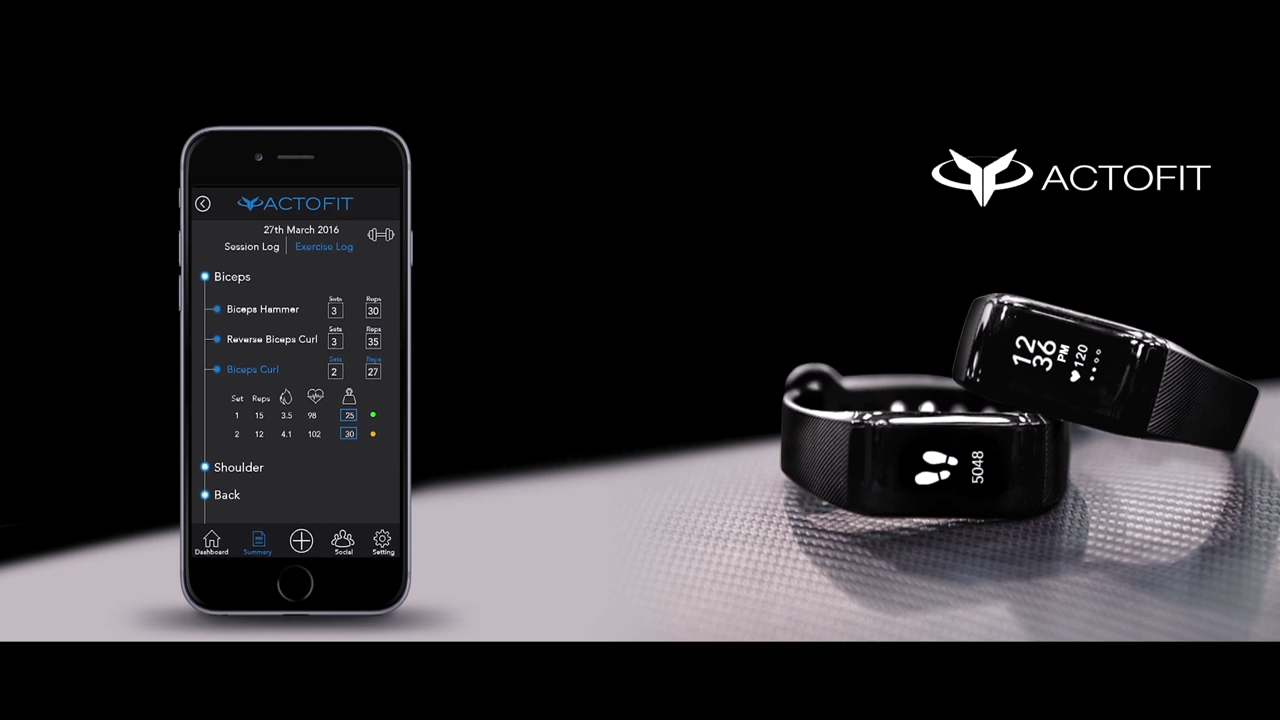 ACTOFIT
27th March 2016
Session Log Exercise Log
Biceps
Sets Reps
Biceps Hammer 3 30
Sets Reps
Reverse Biceps Curl 3 35
Sets Reps
Biceps Curl 2 27
Set Reps
1 15 3.5 98 25
2 12 4.1 102 30
Shoulder
Back
Dashboard Summary Social Setting
ACTOFIT
12
36
PM
120
5048